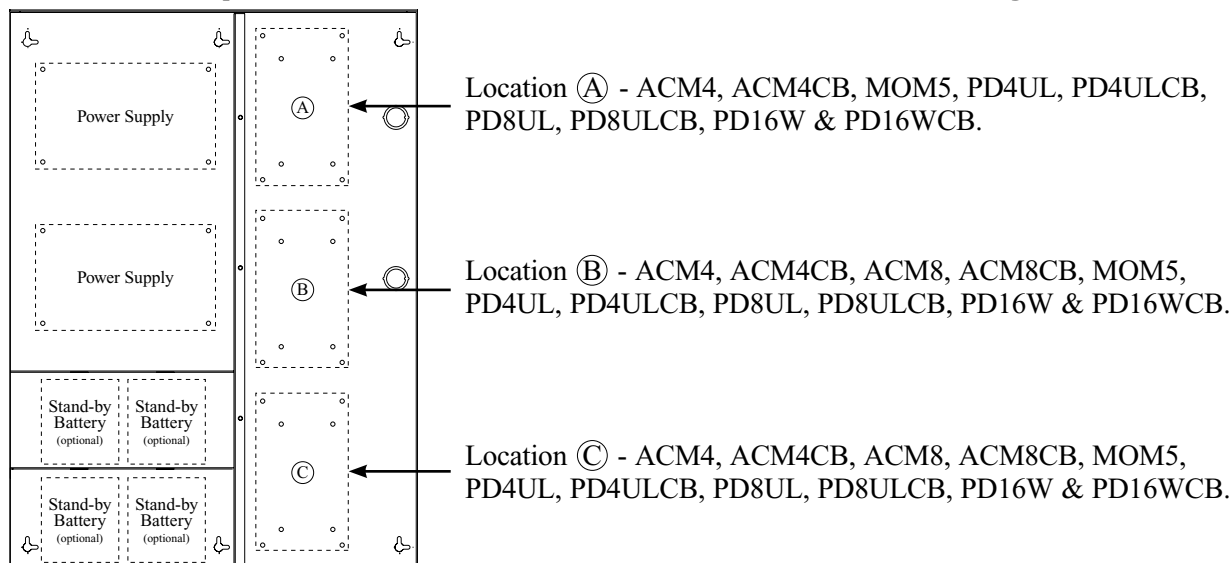 Power Supply
Ⓐ
Location Ⓐ - ACM4, ACM4CB, MOM5, PD4UL, PD4ULCB,
PD8UL, PD8ULCB, PD16W & PD16WCB.
Power Supply
Ⓑ
Location Ⓑ - ACM4, ACM4CB, ACM8, ACM8CB, MOM5,
PD4UL, PD4ULCB, PD8UL, PD8ULCB, PD16W & PD16WCB.
Stand-by
Battery
(optional)
Stand-by
Battery
(optional)
Ⓒ
Location Ⓒ - ACM4, ACM4CB, ACM8, ACM8CB, MOM5,
PD4UL, PD4ULCB, PD8UL, PD8ULCB, PD16W & PD16WCB.
Stand-by
Battery
(optional)
Stand-by
Battery
(optional)